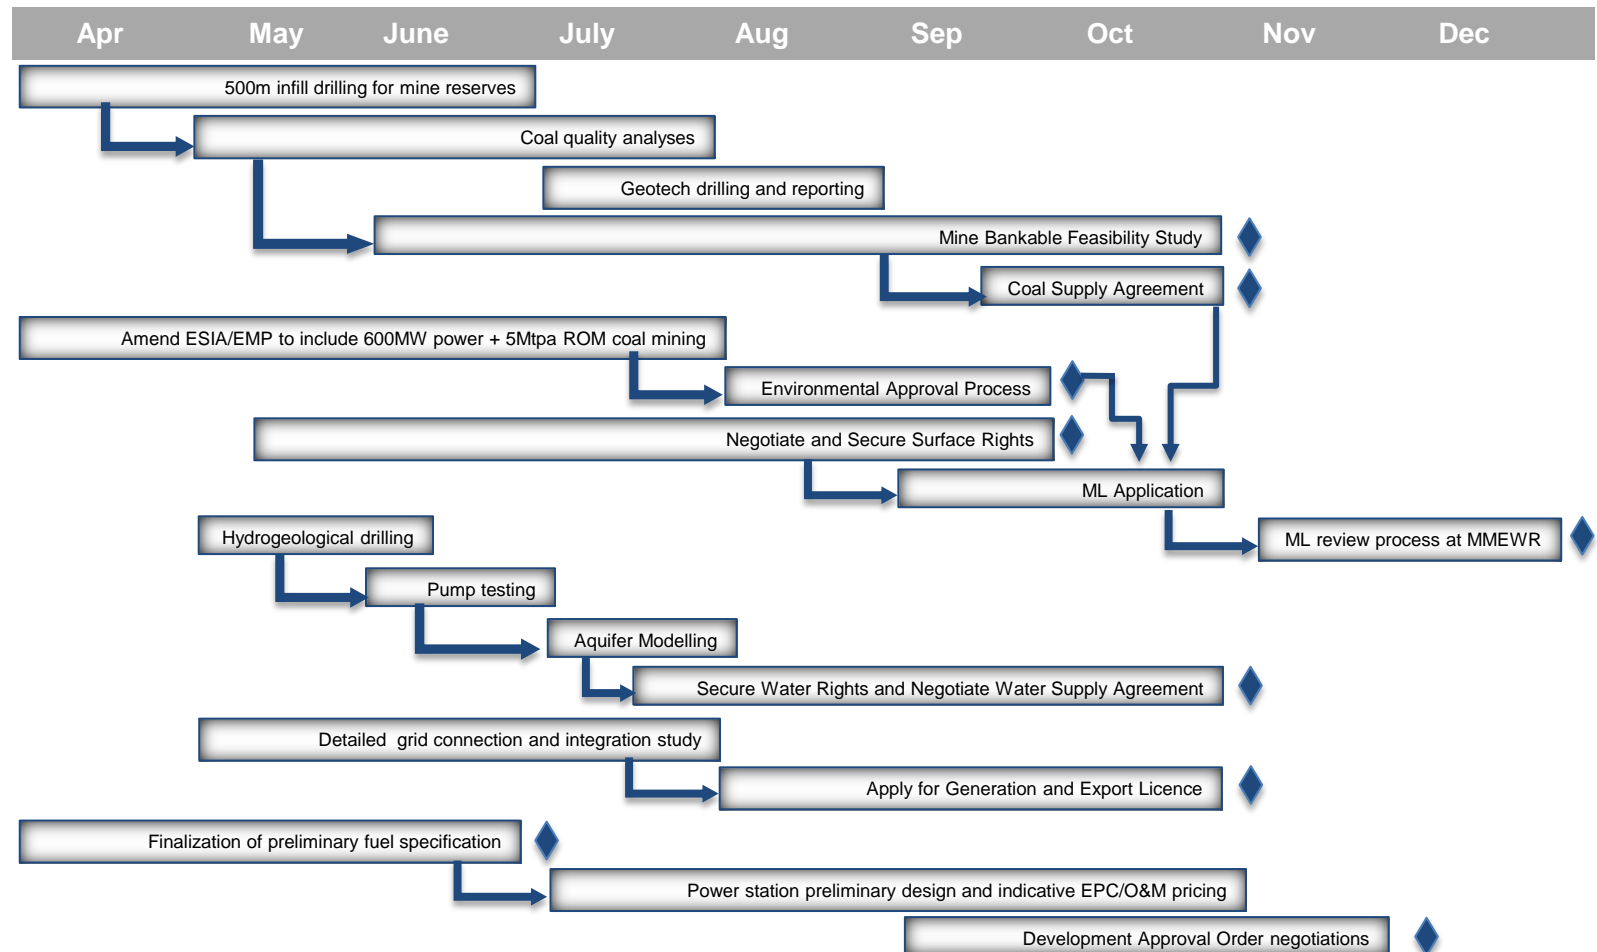 Apr May June July Aug Sep Oct Nov Dec
500m infill drilling for mine reserves
Coal quality analyses
Geotech drilling and reporting
Mine Bankable Feasibility Study
Coal Supply Agreement
Amend ESIA/EMP to include 600MW power + 5Mtpa ROM coal mining
Environmental Approval Process
Negotiate and Secure Surface Rights
ML Application
Hydrogeological drilling
ML review process at MMEWR
Pump testing
Aquifer Modelling
Secure Water Rights and Negotiate Water Supply Agreement
Detailed grid connection and integration study
Apply for Generation and Export Licence
Finalization of preliminary fuel specification
Power station preliminary design and indicative EPC/O&M pricing
Development Approval Order negotiations